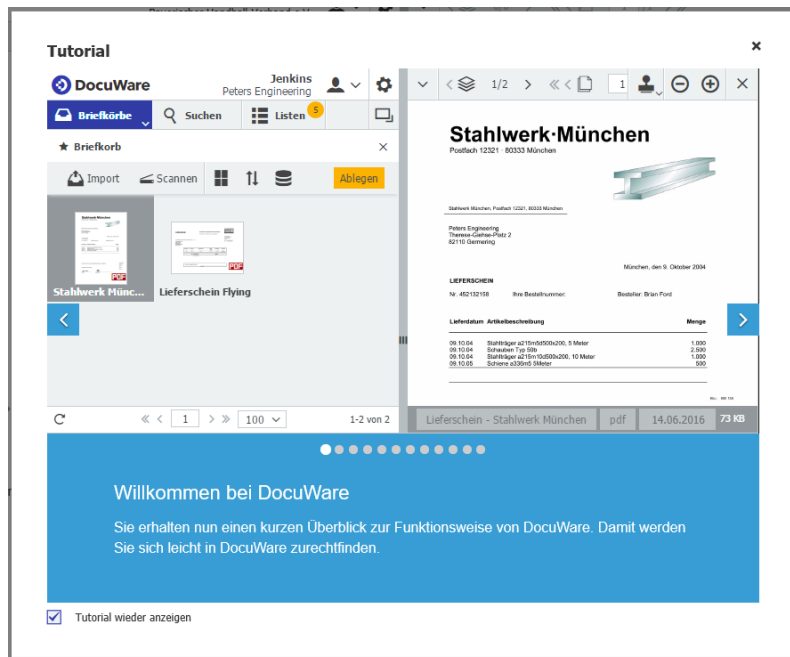 Tutorial
DocuWare
Jenkins
Peters Engineering
Briefkörbe
Suchen
Listen
5
Briefkorb
Import
Scannen
Ablegen
Stahlwerk Münc...
PDF
Lieferschein Flying
PDF
1
100
1-2 von 2
1/2
1
Stahlwerk·München
Postfach 12321 · 80333 München
Stahlwerk München, Postfach 12321, 80333 München
Peters Engineering
Therese-Giehse-Platz 2
82110 Germering
München, den 9. Oktober 2004
LIEFERSCHEIN
Nr. 452132158 Ihre Bestellnummer: Besteller: Brian Ford
Lieferdatum Artikelbeschreibung Menge
09.10.04 Stahlträger a215m5d500x200, 5 Meter 1.000
09.10.04 Schauben Typ 50b 2.500
09.10.04 Stahlträger a215m10d500x200, 10 Meter 1.000
09.10.05 Schiene a336m5 5Meter 500
Lieferschein - Stahlwerk München pdf 14.06.2016 73 KB
Willkommen bei DocuWare
Sie erhalten nun einen kurzen Überblick zur Funktionsweise von DocuWare. Damit werden
Sie sich leicht in DocuWare zurechtfinden.
Tutorial wieder anzeigen